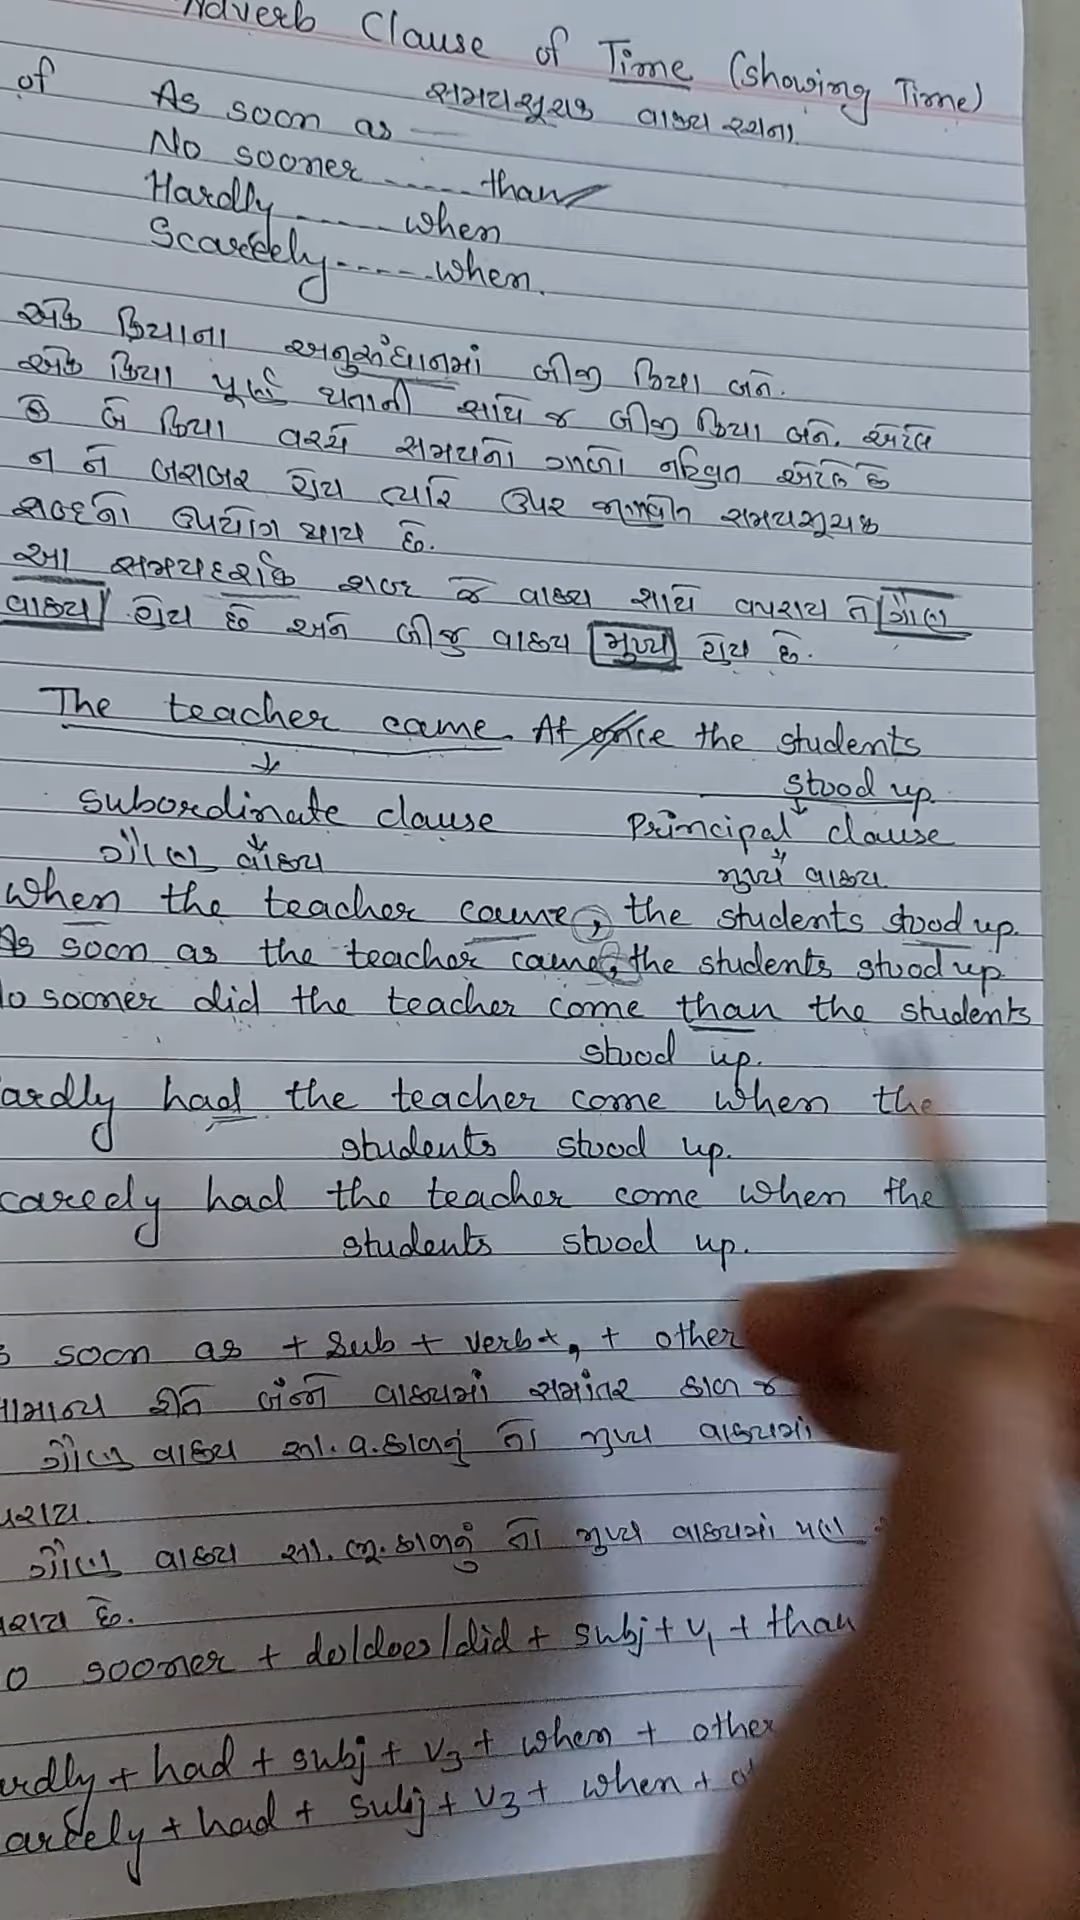 Adverb Clause of Time (showing Time)
of As soon as — સમયસૂચક વાક્ય રચના.
No sooner ..... than
Hardly ---- when
Scarcely ----- when.
એક ક્રિયાના અનુસંધાનમાં બીજી ક્રિયા બને.
એક ક્રિયા પૂર્ણ થતાની સાથે જ બીજી ક્રિયા બને. એટલે
કે બે ક્રિયા વચ્ચે સમયનો ગાળો નહિવત એટલે કે
ન ને બરાબર હોય ત્યારે ઉપર સમયસૂચક
શબ્દનો ઉપયોગ થાય છે.
આ સમયદર્શક શબ્દ જે વાક્ય સાથે વપરાય તે ગૌણ
વાક્ય હોય છે અને બીજુ વાક્ય મુખ્ય હોય છે.
The teacher came. At once the students
stood up.
subordinate clause Principal clause
ગૌણ વાક્ય મુખ્ય વાક્ય
when the teacher came, the students stood up.
As soon as the teacher came, the students stood up
No sooner did the teacher come than the students
stood up.
ardly had the teacher come when the
students stood up.
carcely had the teacher come when the
students stood up.
s soon as + sub + verb + , + other
ામાન્ય રીતે બંને વાક્યમાં સમાંતર કાળ જ
ગૌણ વાક્ય સા. વ. કાળનું તો મુખ્ય વાક્યમાં
પરાય.
ગૌણ વાક્ય સા. ભૂ. કાળનું તો મુખ્ય વાક્યમાં પણ
પરાય છે.
o sooner + do/does/did + subj + v1 + than
rdly + had + subj + v3 + when + other
arcely + had + subj + v3 + when + o